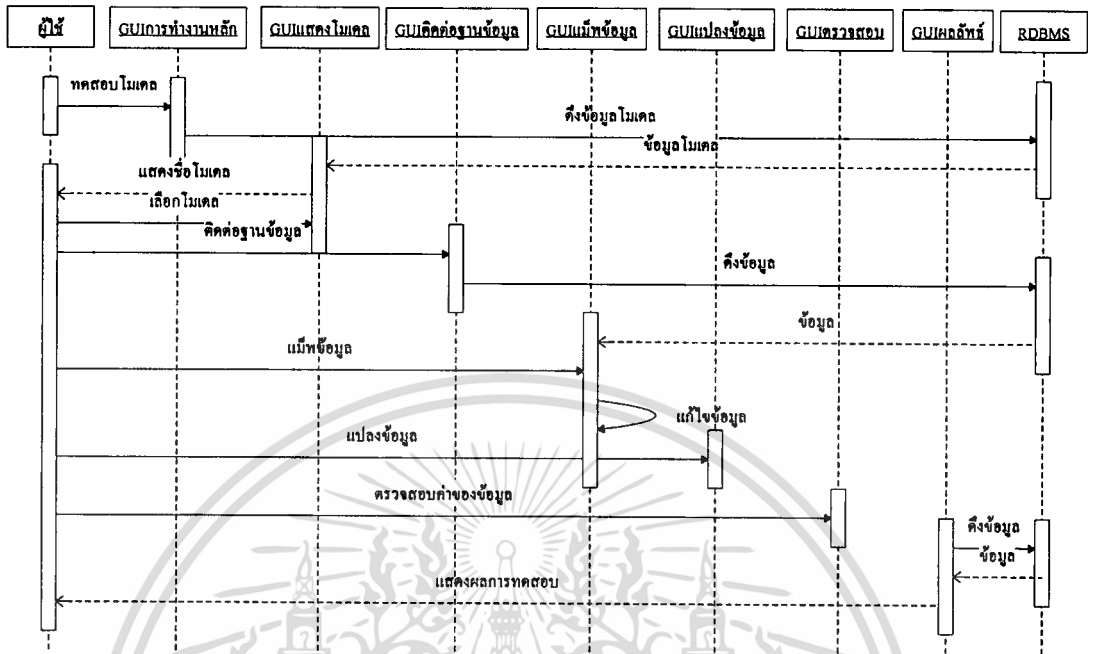 ผู้ใช้
GUIการทำงานหลัก
GUIแสดงโมเดล
GUIติดต่อฐานข้อมูล
GUIแม็พข้อมูล
GUIแปลงข้อมูล
GUIตรวจสอบ
GUIผลลัพธ์
RDBMS
ทดสอบโมเดล
ดึงข้อมูลโมเดล
ข้อมูลโมเดล
แสดงชื่อโมเดล
เลือกโมเดล
ติดต่อฐานข้อมูล
ดึงข้อมูล
ข้อมูล
แม็พข้อมูล
แก้ไขข้อมูล
แปลงข้อมูล
ตรวจสอบค่าของข้อมูล
ดึงข้อมูล
ข้อมูล
แสดงผลการทดสอบ